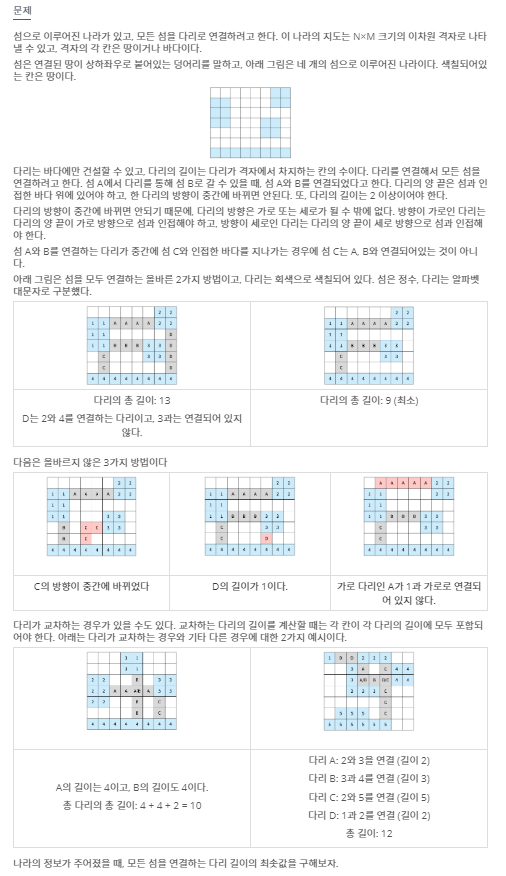 문제
섬으로 이루어진 나라가 있고, 모든 섬을 다리로 연결하려고 한다. 이 나라의 지도는 N×M 크기의 이차원 격자로 나타
낼 수 있고, 격자의 각 칸은 땅이거나 바다이다.
섬은 연결된 땅이 상하좌우로 붙어있는 덩어리를 말하고, 아래 그림은 네 개의 섬으로 이루어진 나라이다. 색칠되어있
는 칸은 땅이다.
다리는 바다에만 건설할 수 있고, 다리의 길이는 다리가 격자에서 차지하는 칸의 수이다. 다리를 연결해서 모든 섬을
연결하려고 한다. 섬 A에서 다리를 통해 섬 B로 갈 수 있을 때, 섬 A와 B를 연결되었다고 한다. 다리의 양 끝은 섬과 인
접한 바다 위에 있어야 하고, 한 다리의 방향이 중간에 바뀌면 안된다. 또, 다리의 길이는 2 이상이어야 한다.
다리의 방향이 중간에 바뀌면 안되기 때문에, 다리의 방향은 가로 또는 세로가 될 수 밖에 없다. 방향이 가로인 다리는
다리의 양 끝이 가로 방향으로 섬과 인접해야 하고, 방향이 세로인 다리는 다리의 양 끝이 세로 방향으로 섬과 인접해
야 한다.
섬 A와 B를 연결하는 다리가 중간에 섬 C와 인접한 바다를 지나가는 경우에 섬 C는 A, B와 연결되어있는 것이 아니
다.
아래 그림은 섬을 모두 연결하는 올바른 2가지 방법이고, 다리는 회색으로 색칠되어 있다. 섬은 정수, 다리는 알파벳
대문자로 구분했다.
다리의 총 길이: 13
D는 2와 4를 연결하는 다리이고, 3과는 연결되어 있지
않다.
다리의 총 길이: 9 (최소)
다음은 올바르지 않은 3가지 방법이다
C의 방향이 중간에 바뀌었다
D의 길이가 1이다.
가로 다리인 A가 1과 가로로 연결되
어 있지 않다.
다리가 교차하는 경우가 있을 수도 있다. 교차하는 다리의 길이를 계산할 때는 각 칸이 각 다리의 길이에 모두 포함되
어야 한다. 아래는 다리가 교차하는 경우와 기타 다른 경우에 대한 2가지 예시이다.
A의 길이는 4이고, B의 길이도 4이다.
총 다리의 총 길이: 4 + 4 + 2 = 10
다리 A: 2와 3을 연결 (길이 2)
다리 B: 3과 4를 연결 (길이 3)
다리 C: 2와 5를 연결 (길이 5)
다리 D: 1과 2를 연결 (길이 2)
총 길이: 12
나라의 정보가 주어졌을 때, 모든 섬을 연결하는 다리 길이의 최솟값을 구해보자.